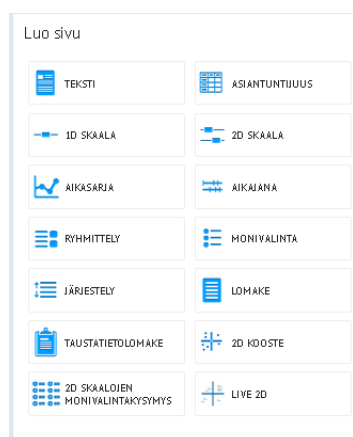 Luo sivu
TEKSTI
ASIANTUNTIJUUS
1D SKAALA
2D SKAALA
AIKASARJA
AIKAJANA
RYHMITTELY
MONIVALINTA
JÄRJESTELY
LOMAKE
TAUSTATIETOLOMAKE
2D KOOSTE
2D SKAALOJEN
MONIVALINTAKYSYMYS
LIVE 2D